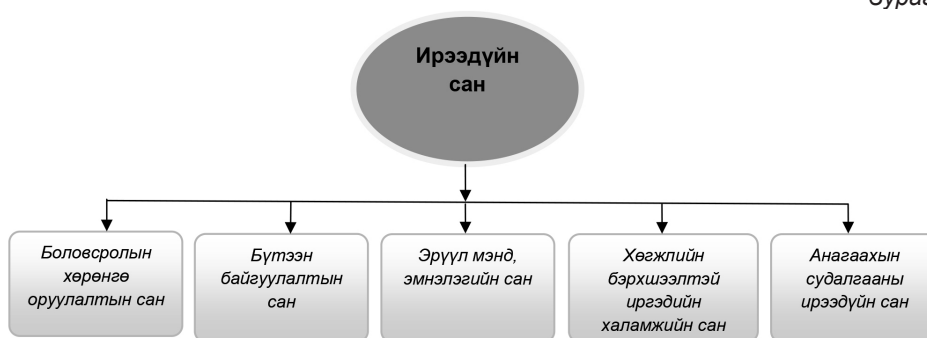 Ирээдүйн
сан
Боловсролын
хөрөнгө
оруулалтын сан
Бүтээн
байгуулалтын
сан
Эрүүл мэнд,
эмнэлэгийн сан
Хөгжлийн
бэрхшээлтэй
иргэдийн
халамжийн сан
Анагаахын
судалгааны
ирээдүйн сан